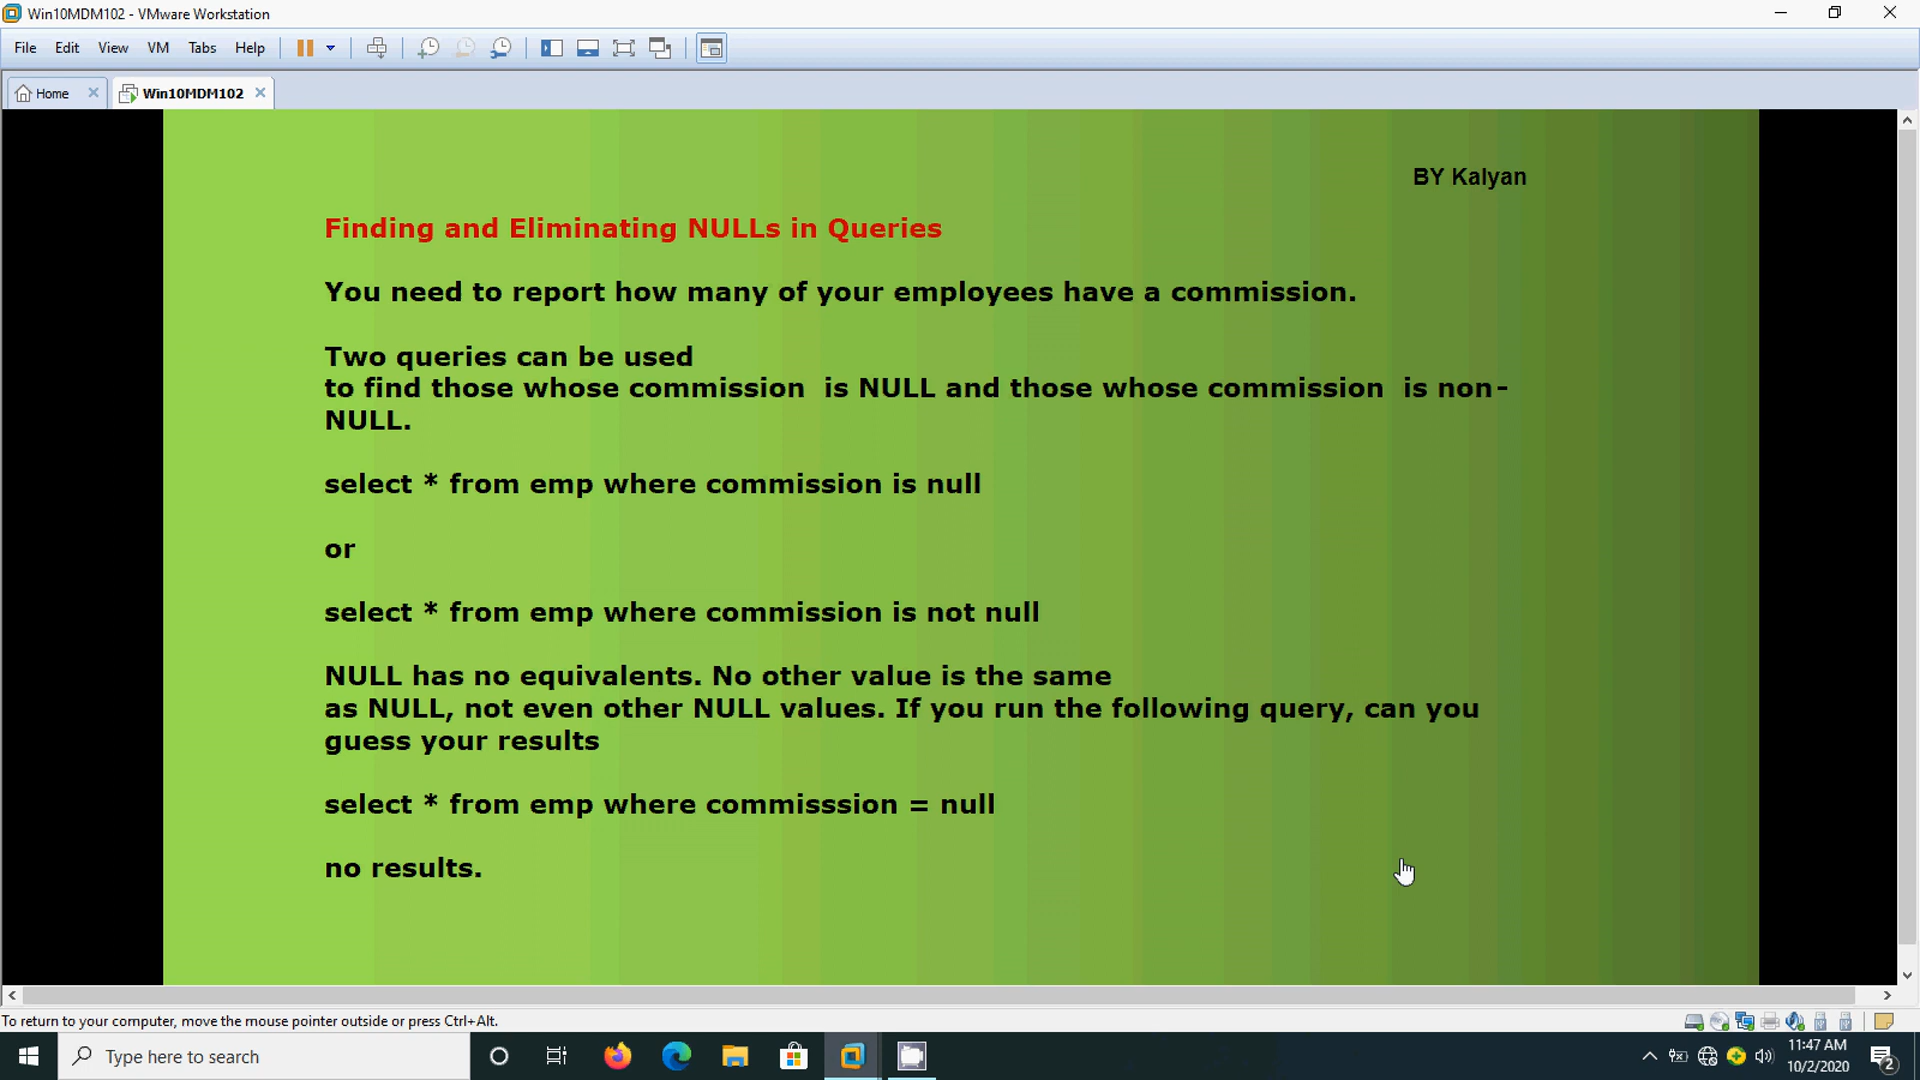 Win10MDM102 - VMware Workstation
File Edit View VM Tabs Help
Home Win10MDM102
BY Kalyan
Finding and Eliminating NULLs in Queries
You need to report how many of your employees have a commission.
Two queries can be used
to find those whose commission is NULL and those whose commission is non-
NULL.
select * from emp where commission is null
or
select * from emp where commission is not null
NULL has no equivalents. No other value is the same
as NULL, not even other NULL values. If you run the following query, can you
guess your results
select * from emp where commisssion = null
no results.
To return to your computer, move the mouse pointer outside or press Ctrl+Alt.
Type here to search
11:47 AM
10/2/2020
2